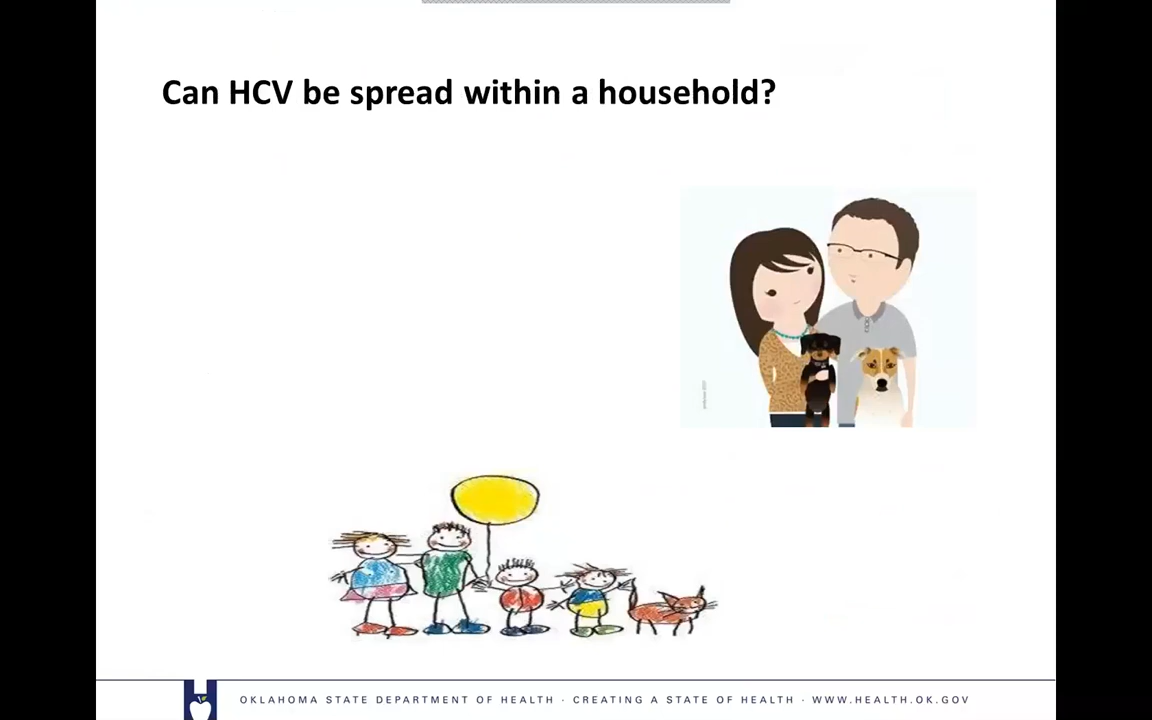 Can HCV be spread within a household?
OKLAHOMA STATE DEPARTMENT OF HEALTH · CREATING A STATE OF HEALTH · WWW.HEALTH.OK.GOV